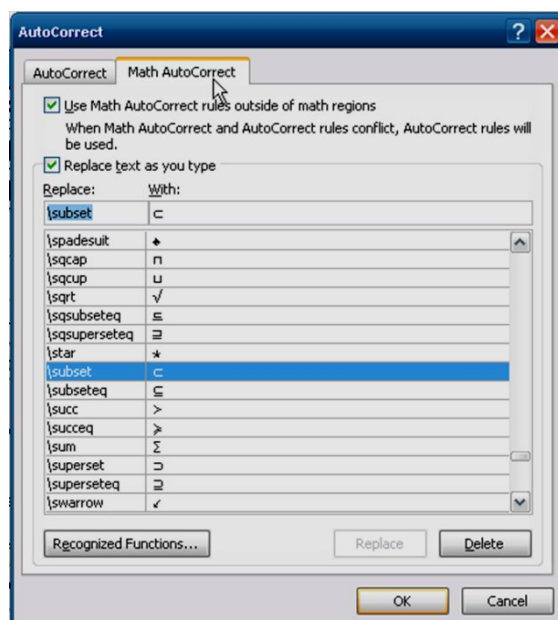 AutoCorrect
AutoCorrect Math AutoCorrect
Use Math AutoCorrect rules outside of math regions
When Math AutoCorrect and AutoCorrect rules conflict, AutoCorrect rules will
be used.
Replace text as you type
Replace: With:
\subset ⊂
\spadesuit ♠
\sqcap ⊓
\sqcup ⊔
\sqrt √
\sqsubseteq ⊑
\sqsuperseteq ⊒
\star ⋆
\subset ⊂
\subseteq ⊆
\succ ≻
\succeq ≽
\sum ∑
\superset ⊃
\superseteq ⊇
\swarrow ↙
Recognized Functions... Replace Delete
OK Cancel